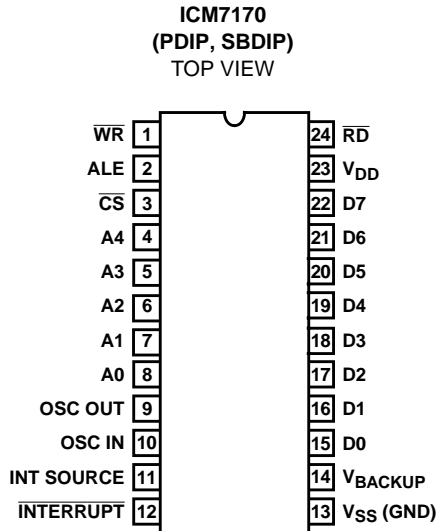 ICM7170
(PDIP, SBDIP)
TOP VIEW
WR 1 24 RD
ALE 2 23 VDD
CS 3 22 D7
A4 4 21 D6
A3 5 20 D5
A2 6 19 D4
A1 7 18 D3
A0 8 17 D2
OSC OUT 9 16 D1
OSC IN 10 15 D0
INT SOURCE 11 14 VBACKUP
INTERRUPT 12 13 VSS (GND)